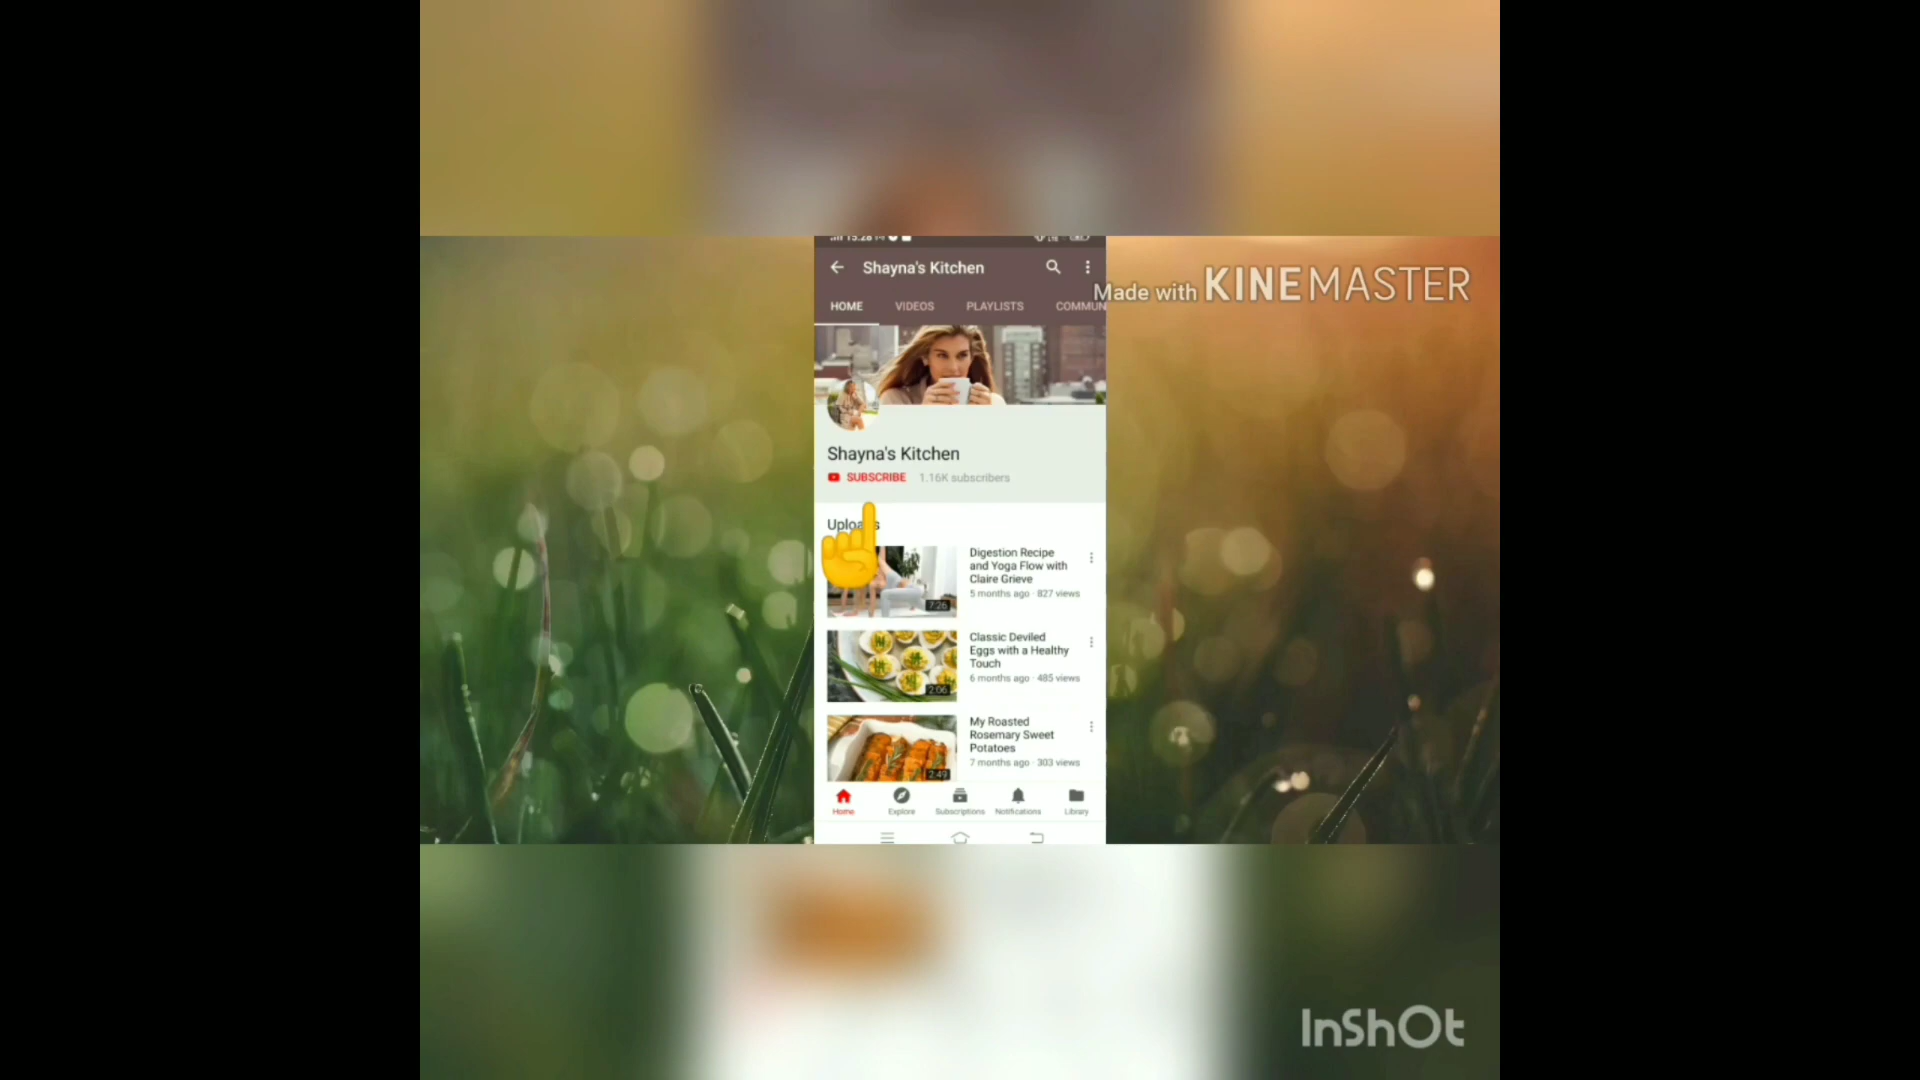 15.28
Shayna's Kitchen
Made with KINEMASTER
HOME VIDEOS PLAYLISTS COMMUN
Shayna's Kitchen
SUBSCRIBE 1.16K subscribers
Digestion Recipe
and Yoga Flow with
Claire Grieve
5 months ago · 827 views
7:26
Classic Deviled
Eggs with a Healthy
Touch
6 months ago · 485 views
2:06
My Roasted
Rosemary Sweet
Potatoes
7 months ago · 303 views
2:49
Home Explore Subscriptions Notifications Library
InShOt